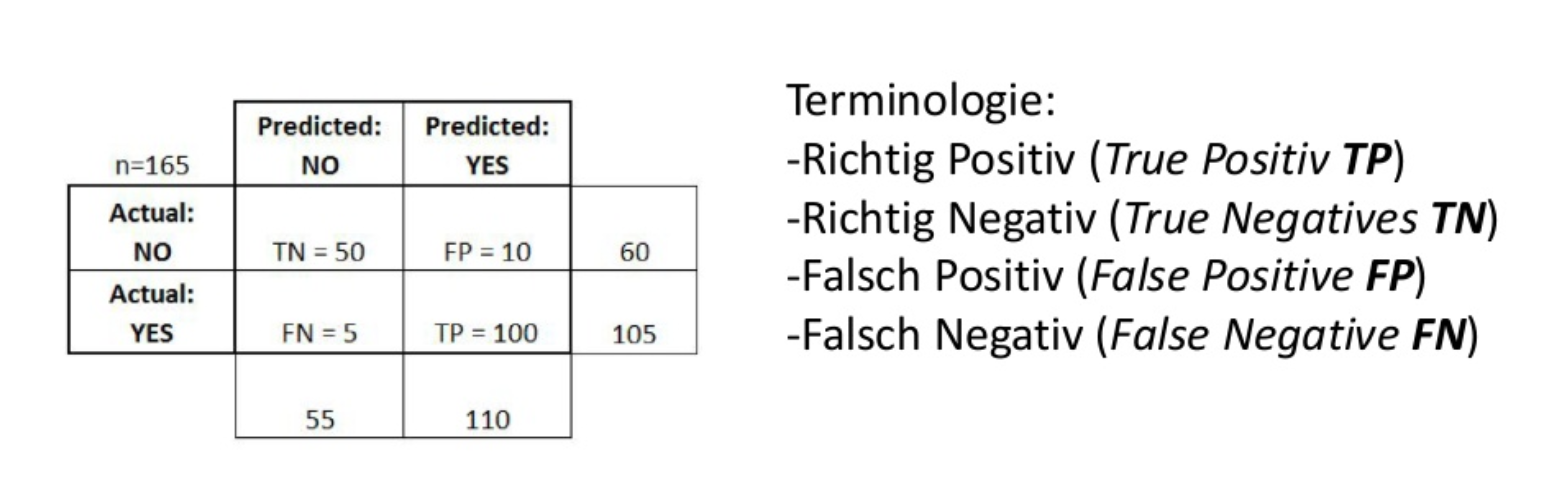 Predicted: Predicted:
n=165 NO YES
Actual:
NO TN = 50 FP = 10 60
Actual:
YES FN = 5 TP = 100 105
55 110
Terminologie:
-Richtig Positiv (True Positiv TP)
-Richtig Negativ (True Negatives TN)
-Falsch Positiv (False Positive FP)
-Falsch Negativ (False Negative FN)